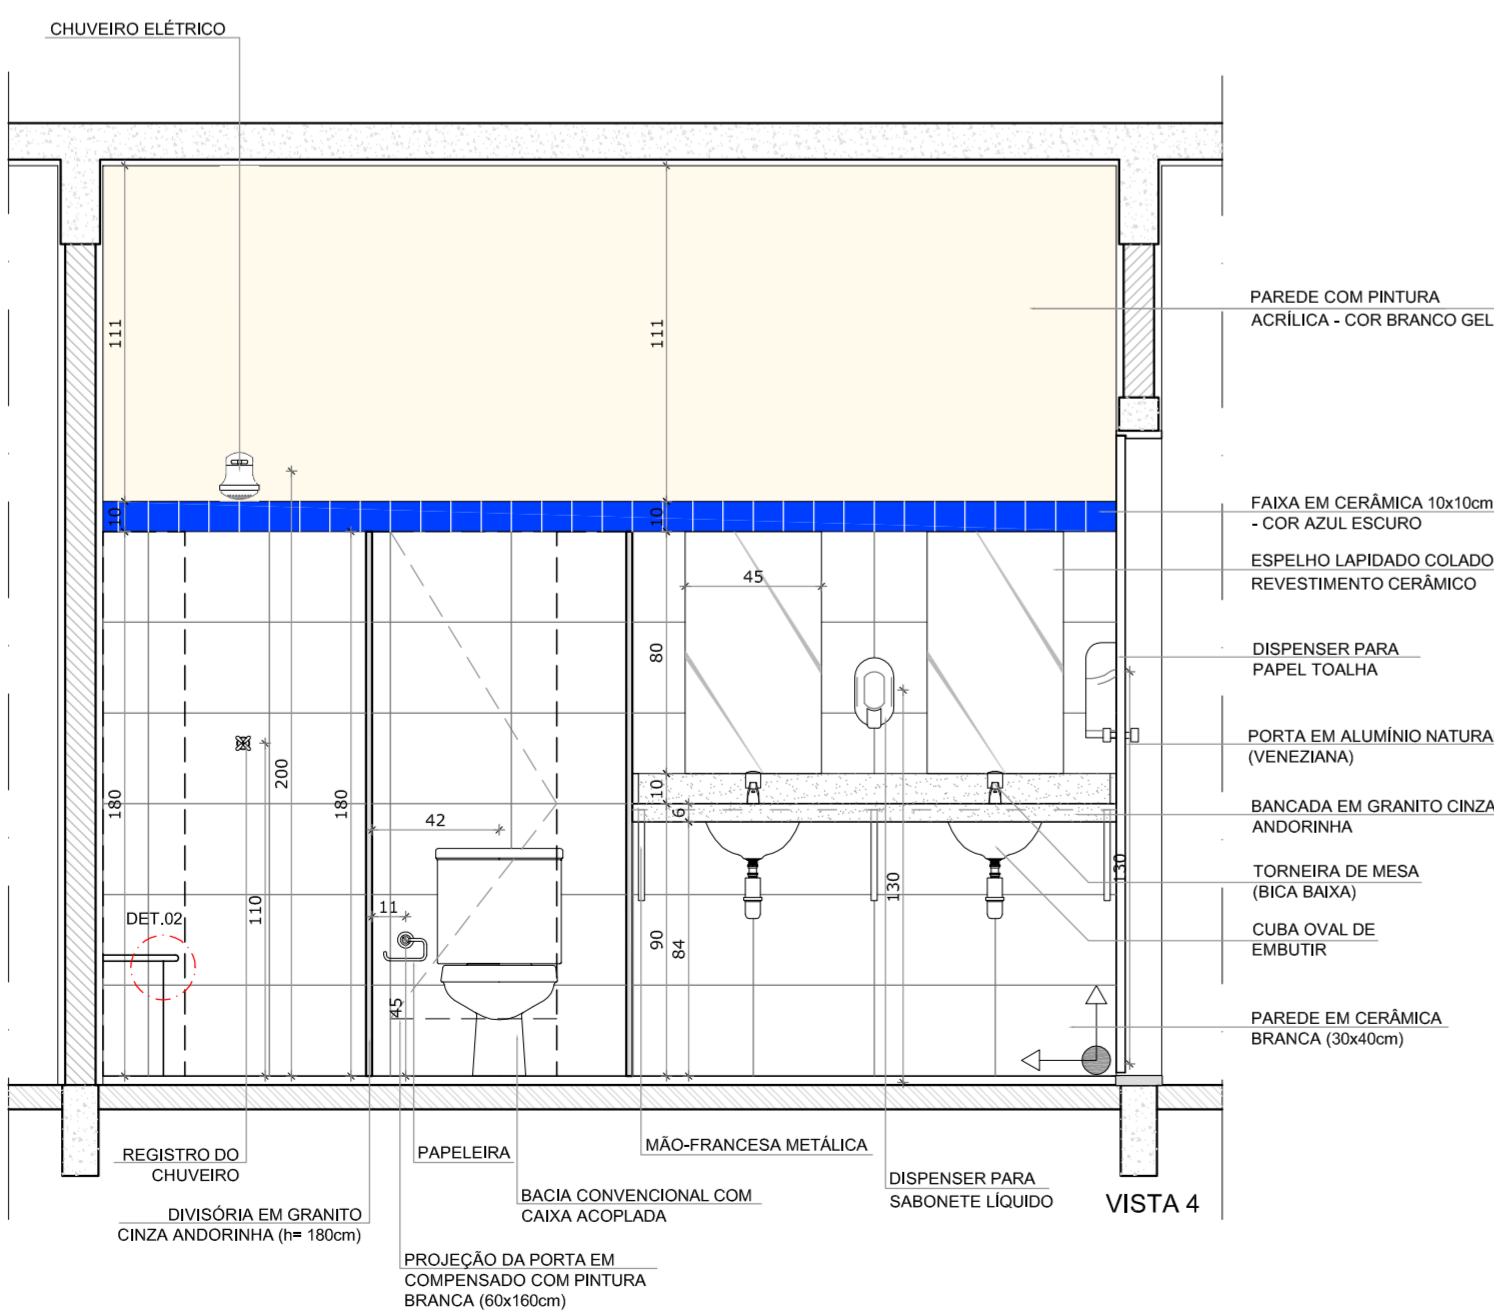 CHUVEIRO ELÉTRICO
111
111
PAREDE COM PINTURA
ACRÍLICA - COR BRANCO GEL
10
10
FAIXA EM CERÂMICA 10x10cm
- COR AZUL ESCURO
ESPELHO LAPIDADO COLADO
REVESTIMENTO CERÂMICO
45
80
DISPENSER PARA
PAPEL TOALHA
PORTA EM ALUMÍNIO NATURA
(VENEZIANA)
200
180
180
10
6
BANCADA EM GRANITO CINZA
ANDORINHA
42
130
130
TORNEIRA DE MESA
(BICA BAIXA)
DET.02
110
11
90
84
CUBA OVAL DE
EMBUTIR
45
PAREDE EM CERÂMICA
BRANCA (30x40cm)
REGISTRO DO
CHUVEIRO
PAPELEIRA
MÃO-FRANCESA METÁLICA
DISPENSER PARA
SABONETE LÍQUIDO
VISTA 4
BACIA CONVENCIONAL COM
CAIXA ACOPLADA
DIVISÓRIA EM GRANITO
CINZA ANDORINHA (h= 180cm)
PROJEÇÃO DA PORTA EM
COMPENSADO COM PINTURA
BRANCA (60x160cm)